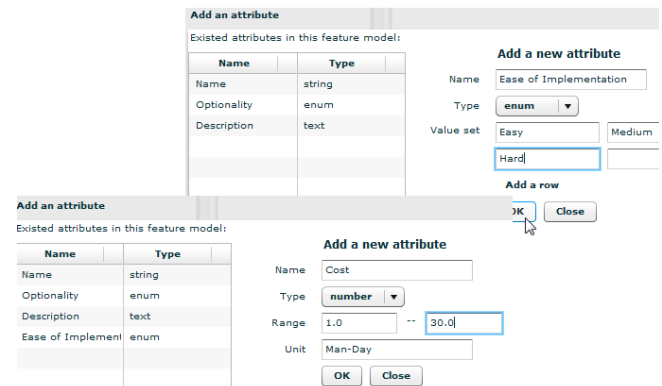 Add an attribute
Existed attributes in this feature model:
Name Type
Name string
Optionality enum
Description text
Add a new attribute
Name Ease of Implementation
Type enum
Value set Easy Medium
Hard
Add a row
OK Close
Add an attribute
Existed attributes in this feature model:
Name Type
Name string
Optionality enum
Description text
Ease of Implement enum
Add a new attribute
Name Cost
Type number
Range 1.0 -- 30.0
Unit Man-Day
OK Close